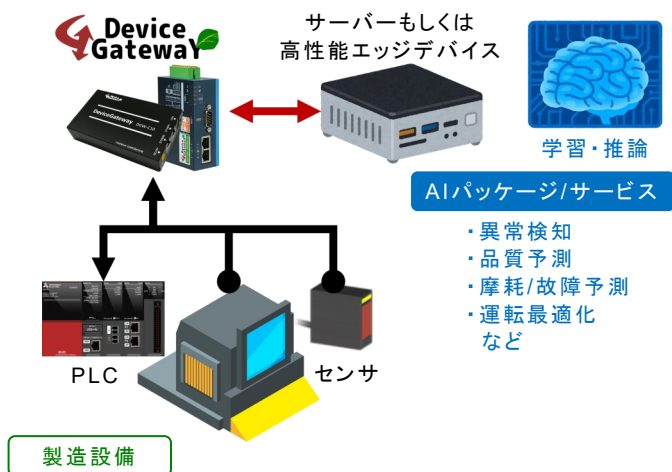 Device
GatewaY
サーバーもしくは
高性能エッジデバイス
DeviceGateway
学習・推論
AIパッケージ/サービス
・異常検知
・品質予測
・摩耗/故障予測
・運転最適化
など
PLC
センサ
製造設備